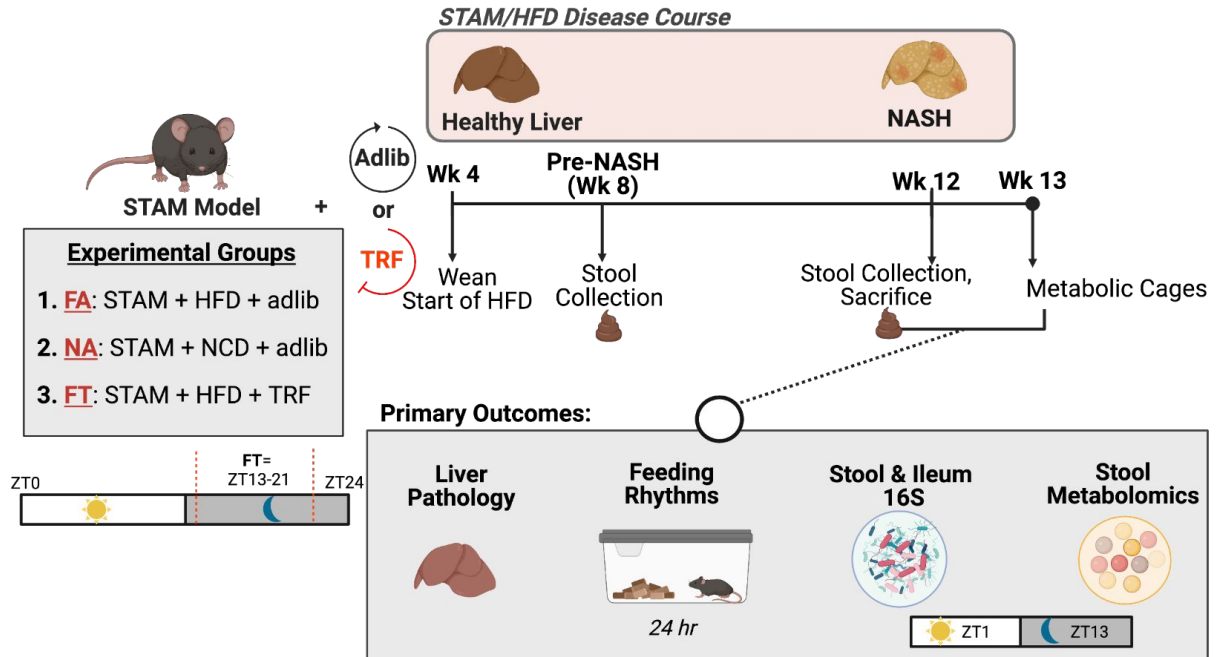 STAM/HFD Disease Course
Healthy Liver
NASH
STAM Model
+
Adlib
or
TRF
Wk 4
Pre-NASH
(Wk 8)
Wk 12
Wk 13
Wean
Start of HFD
Stool
Collection
Stool Collection,
Sacrifice
Metabolic Cages
Experimental Groups
1. FA: STAM + HFD + adlib
2. NA: STAM + NCD + adlib
3. FT: STAM + HFD + TRF
ZT0
FT=
ZT13-21
ZT24
Primary Outcomes:
Liver
Pathology
Feeding
Rhythms
24 hr
Stool & Ileum
16S
Stool
Metabolomics
ZT1
ZT13